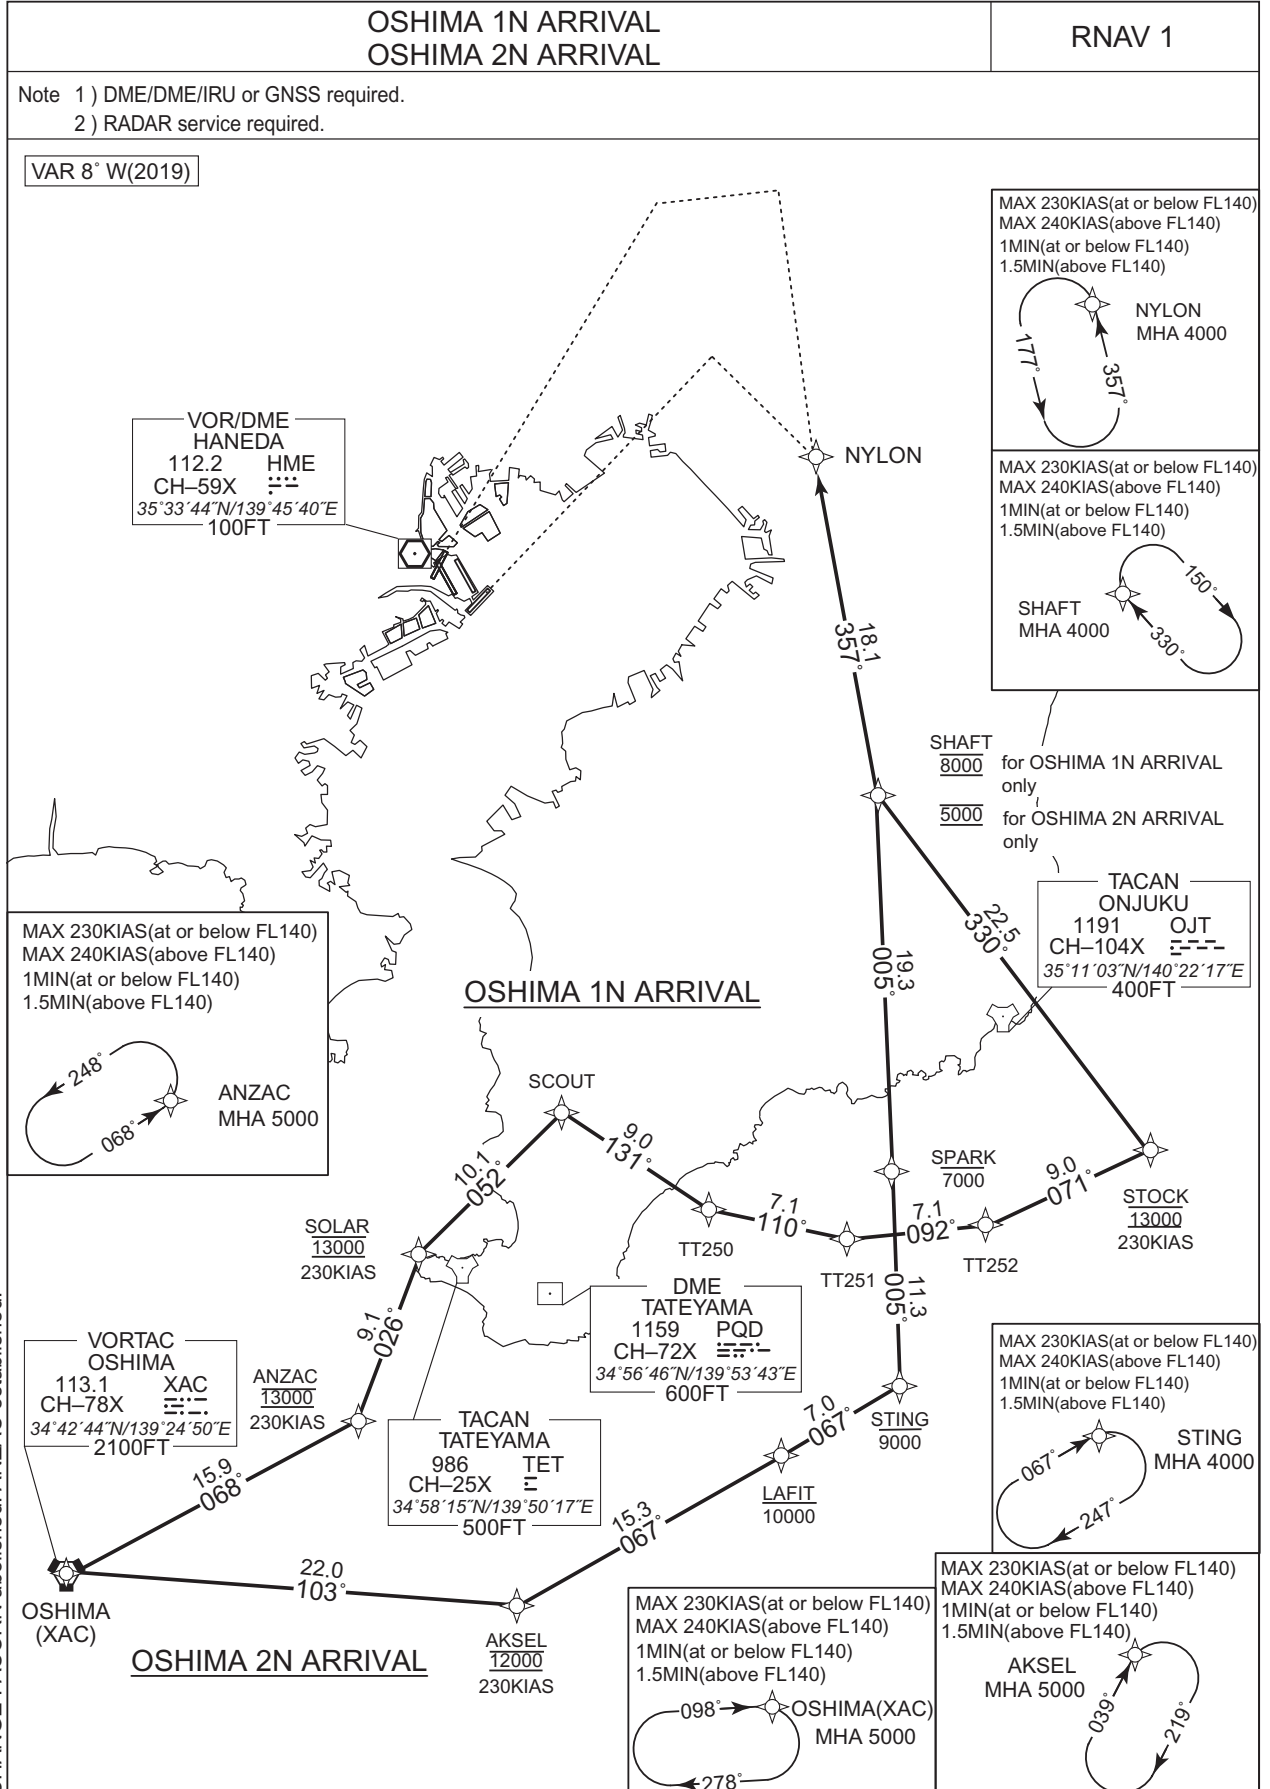 OSHIMA 1N ARRIVAL
OSHIMA 2N ARRIVAL
RNAV 1
Note 1 ) DME/DME/IRU or GNSS required.
2 ) RADAR service required.
VAR 8˚ W(2019)
MAX 230KIAS(at or below FL140)
MAX 240KIAS(above FL140)
1MIN(at or below FL140)
1.5MIN(above FL140)
NYLON
MHA 4000
177˚
357˚
VOR/DME
HANEDA
112.2 HME
CH–59X
35˚33´44˝N/139˚45´40˝E
100FT
NYLON
MAX 230KIAS(at or below FL140)
MAX 240KIAS(above FL140)
1MIN(at or below FL140)
1.5MIN(above FL140)
SHAFT
MHA 4000
150˚
330˚
18.1
357˚
SHAFT
8000 for OSHIMA 1N ARRIVAL
only
5000 for OSHIMA 2N ARRIVAL
only
TACAN
ONJUKU
1191 OJT
CH–104X
35˚11´03˝N/140˚22´17˝E
400FT
22.5
330˚
19.3
005˚
MAX 230KIAS(at or below FL140)
MAX 240KIAS(above FL140)
1MIN(at or below FL140)
1.5MIN(above FL140)
248˚
068˚
ANZAC
MHA 5000
OSHIMA 1N ARRIVAL
SCOUT
9.0
131˚
10.1
052˚
SPARK
7000
9.0
071˚
STOCK
13000
230KIAS
7.1
110˚
7.1
092˚
TT250
TT251
TT252
SOLAR
13000
230KIAS
11.3
005˚
DME
TATEYAMA
1159 PQD
CH–72X
34˚56´46˝N/139˚53´43˝E
600FT
9.1
026˚
VORTAC
OSHIMA
113.1 XAC
CH–78X
34˚42´44˝N/139˚24´50˝E
2100FT
ANZAC
13000
230KIAS
TACAN
TATEYAMA
986 TET
CH–25X
34˚58´15˝N/139˚50´17˝E
500FT
7.0
067˚
STING
9000
LAFIT
10000
MAX 230KIAS(at or below FL140)
MAX 240KIAS(above FL140)
1MIN(at or below FL140)
1.5MIN(above FL140)
STING
MHA 4000
067˚
247˚
15.9
068˚
15.3
067˚
22.0
103˚
OSHIMA
(XAC)
OSHIMA 2N ARRIVAL
AKSEL
12000
230KIAS
MAX 230KIAS(at or below FL140)
MAX 240KIAS(above FL140)
1MIN(at or below FL140)
1.5MIN(above FL140)
098˚
278˚
OSHIMA(XAC)
MHA 5000
MAX 230KIAS(at or below FL140)
MAX 240KIAS(above FL140)
1MIN(at or below FL140)
1.5MIN(above FL140)
AKSEL
MHA 5000
039˚
219˚